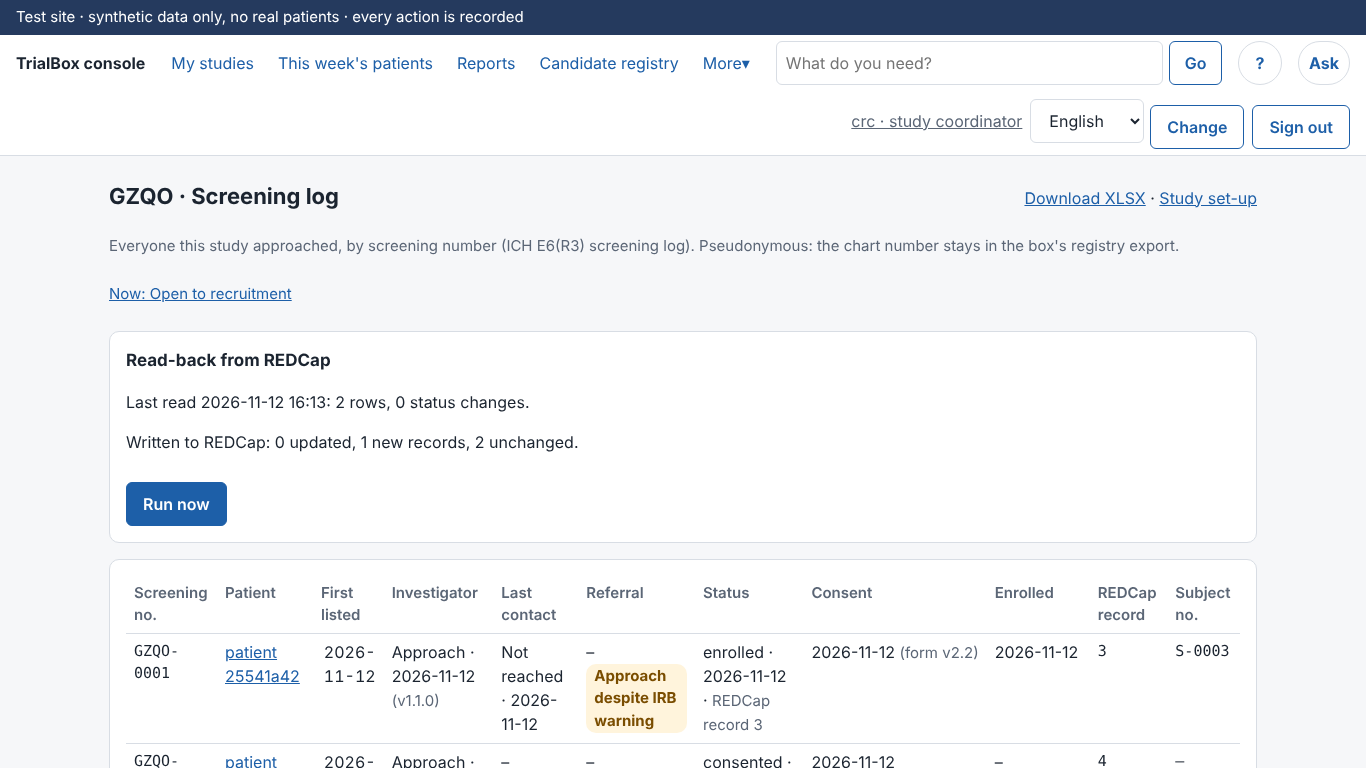 Test site · synthetic data only, no real patients · every action is recorded
TrialBox console My studies This week's patients Reports Candidate registry More▾ What do you need? Go ? Ask
crc · study coordinator English Change Sign out
GZQO · Screening log Download XLSX · Study set-up
Everyone this study approached, by screening number (ICH E6(R3) screening log). Pseudonymous: the chart number stays in the box's registry export.
Now: Open to recruitment
Read-back from REDCap
Last read 2026-11-12 16:13: 2 rows, 0 status changes.
Written to REDCap: 0 updated, 1 new records, 2 unchanged.
Run now
Screening no. Patient First listed Investigator Last contact Referral Status Consent Enrolled REDCap record Subject no.
GZQO-0001 patient 25541a42 2026-11-12 Approach · 2026-11-12 (v1.1.0) Not reached · 2026-11-12 – Approach despite IRB warning enrolled · 2026-11-12 · REDCap record 3 2026-11-12 (form v2.2) 2026-11-12 3 S-0003
GZQO- patient 2026- Approach · – – consented · 2026-11-12 – 4 –